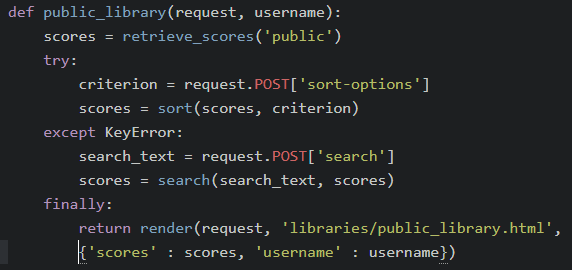 def public_library(request, username):
    scores = retrieve_scores('public')
    try:
        criterion = request.POST['sort-options']
        scores = sort(scores, criterion)
    except KeyError:
        search_text = request.POST['search']
        scores = search(search_text, scores)
    finally:
        return render(request, 'libraries/public_library.html',
        {'scores' : scores, 'username' : username})